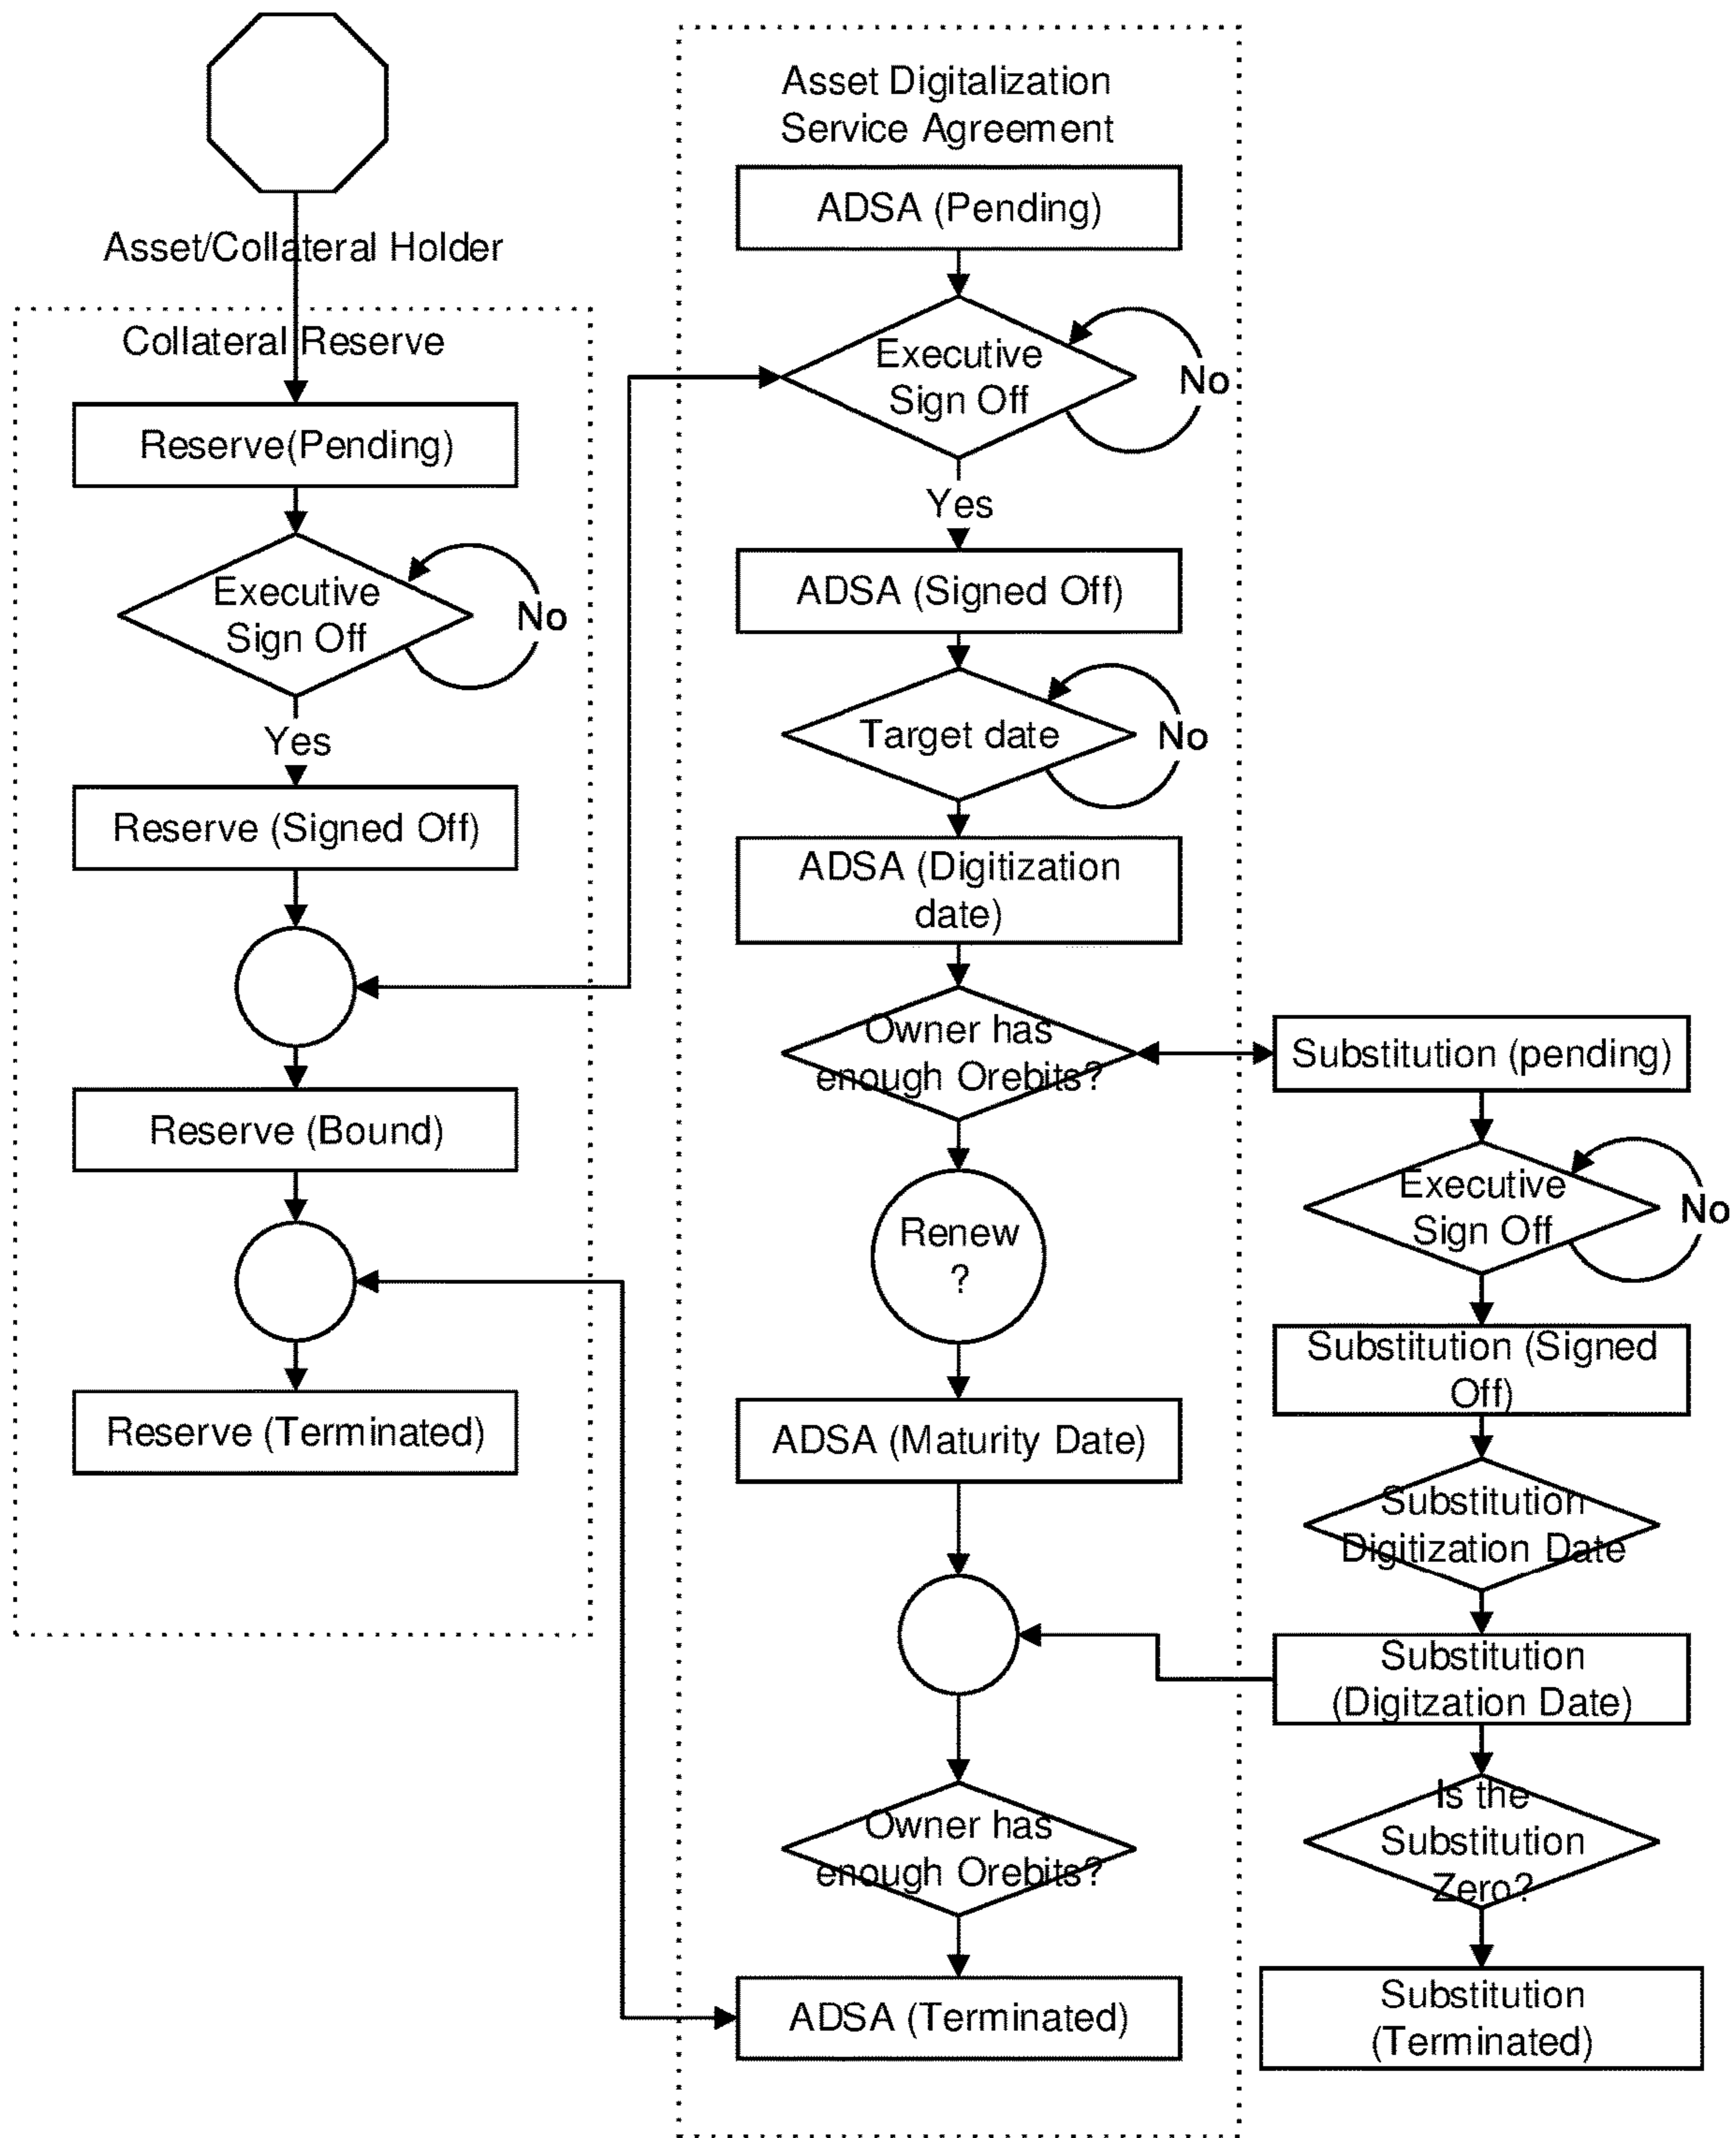 Asset/Collateral Holder
Collateral Reserve
Reserve(Pending)
Executive
Sign Off
No
Yes
Reserve (Signed Off)
Reserve (Bound)
Reserve (Terminated)
Asset Digitalization
Service Agreement
ADSA (Pending)
Executive
Sign Off
No
Yes
ADSA (Signed Off)
Target date
No
ADSA (Digitization
date)
Owner has
enough Orebits?
Renew
?
ADSA (Maturity Date)
Owner has
enough Orebits?
ADSA (Terminated)
Substitution (pending)
Executive
Sign Off
No
Substitution (Signed
Off)
Substitution
Digitization Date
Substitution
(Digitzation Date)
Is the
Substitution
Zero?
Substitution
(Terminated)